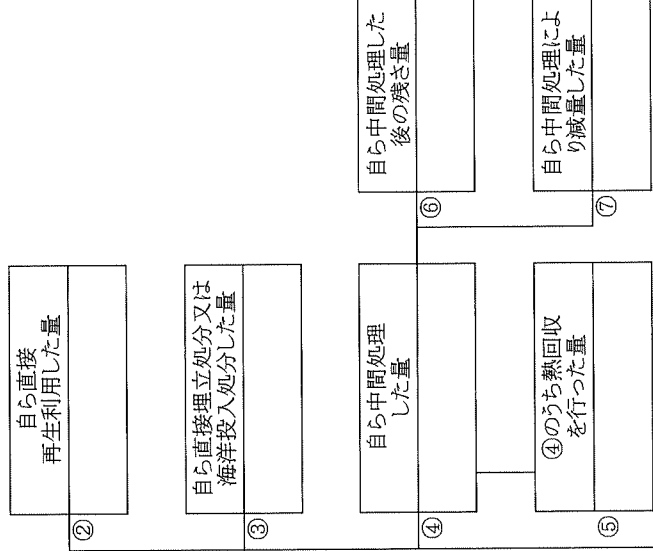 ②
自ら直接
再生利用した量
③
自ら直接埋立処分又は
海洋投入処分した量
④
自ら中間処理
した量
⑤
④のうち熱回収
を行った量
⑥
自ら中間処理した
後の残さ量
⑦
自ら中間処理によ
り減量した量